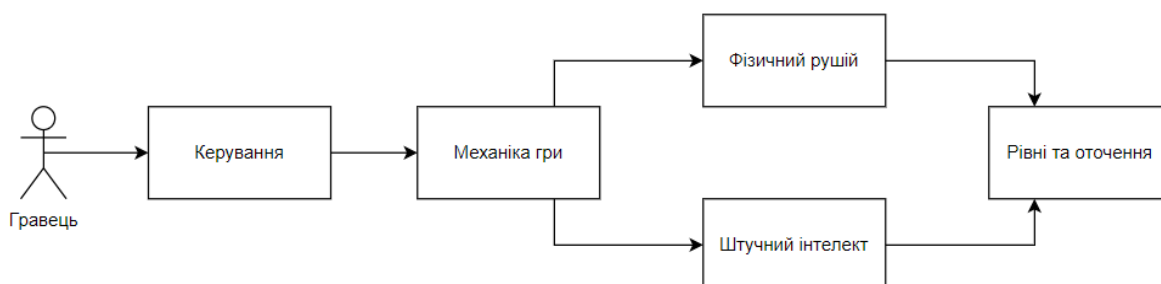 Гравець
Керування
Механіка гри
Фізичний рушій
Штучний інтелект
Рівні та оточення